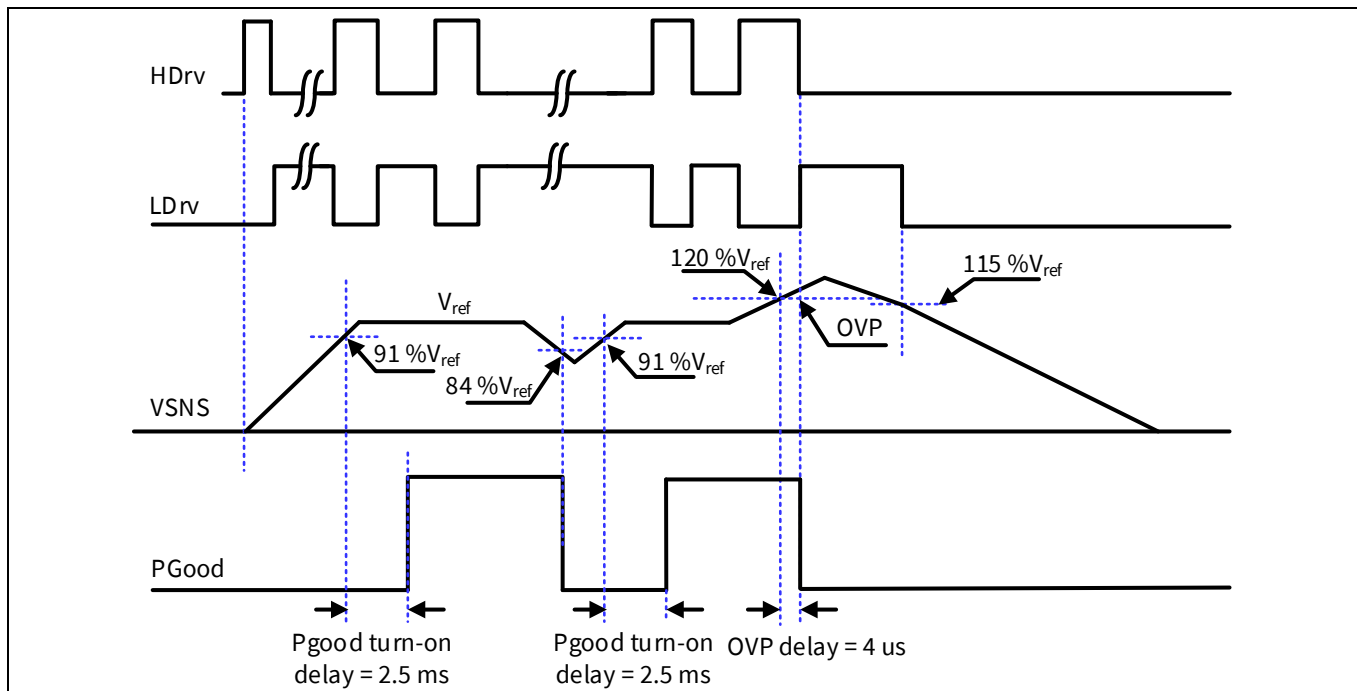 HDrv
LDrv
120 %Vref
115 %Vref
Vref
OVP
91 %Vref
84 %Vref
91 %Vref
VSNS
PGood
Pgood turn-on
delay = 2.5 ms
Pgood turn-on
delay = 2.5 ms
OVP delay = 4 us